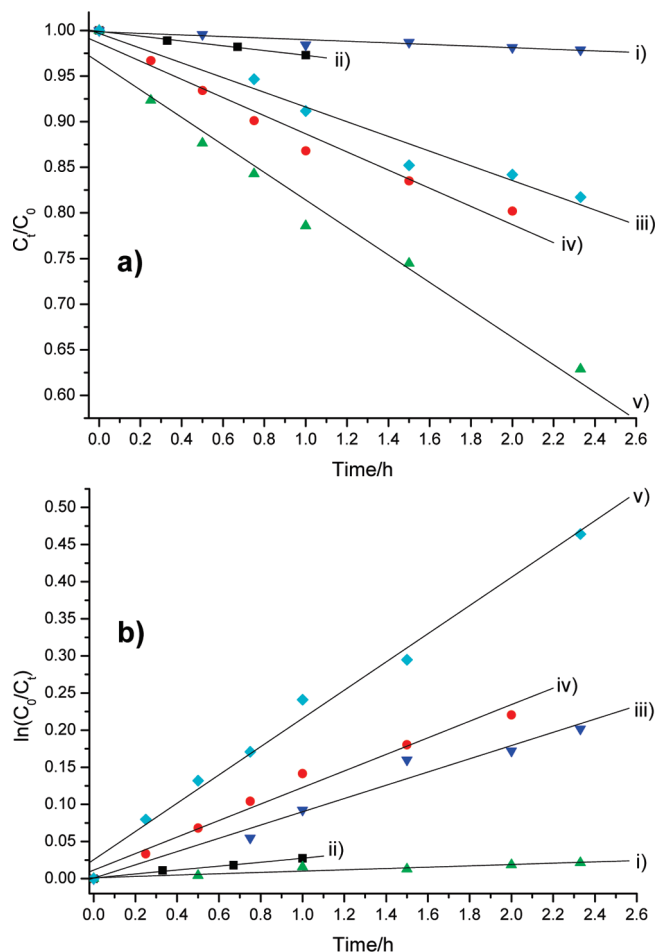 1.00
0.95
0.90
0.85
0.80
0.75
0.70
0.65
0.60
C_t/C_0
a)
i)
ii)
iii)
iv)
v)
0.0 0.2 0.4 0.6 0.8 1.0 1.2 1.4 1.6 1.8 2.0 2.2 2.4 2.6
Time/h
0.50
0.45
0.40
0.35
0.30
0.25
0.20
0.15
0.10
0.05
0.00
ln(C_0/C_t)
b)
v)
iv)
iii)
ii)
i)
0.0 0.2 0.4 0.6 0.8 1.0 1.2 1.4 1.6 1.8 2.0 2.2 2.4 2.6
Time/h